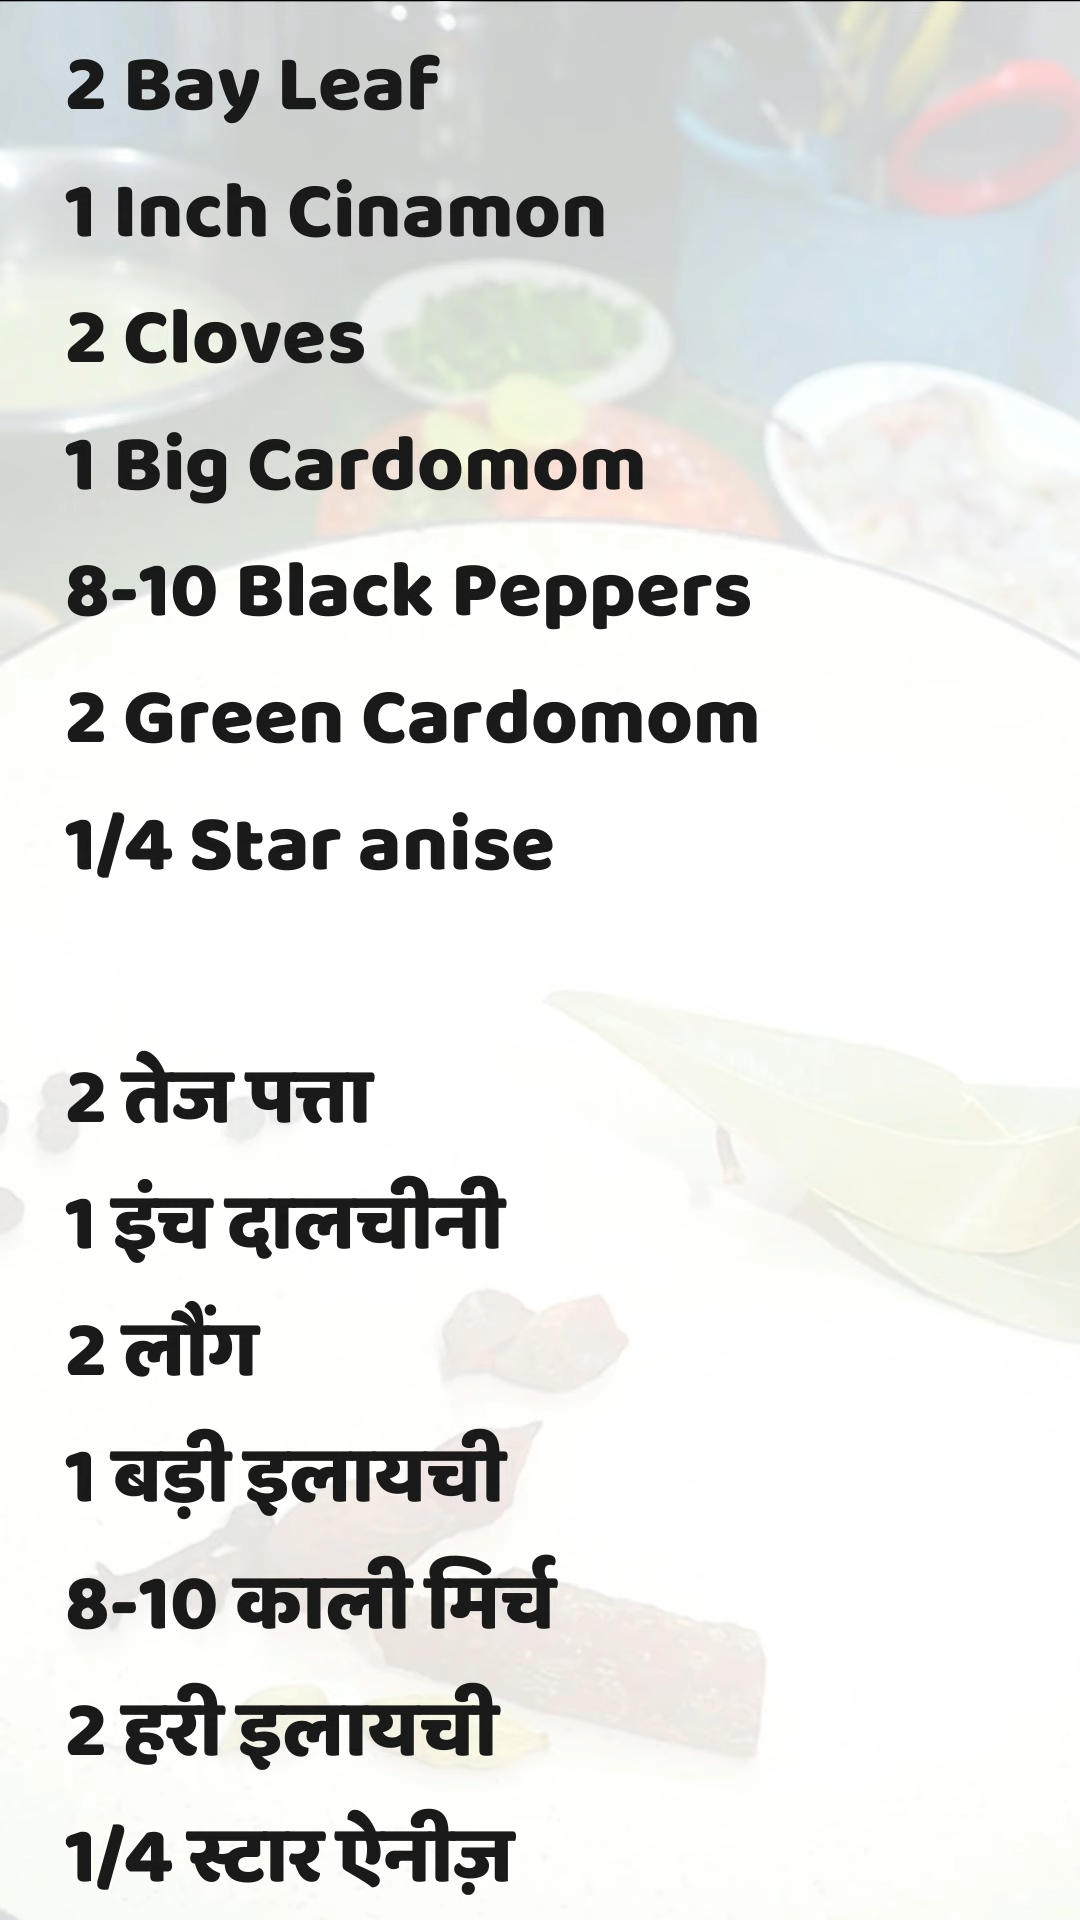 2 Bay Leaf
1 Inch Cinamon
2 Cloves
1 Big Cardomom
8-10 Black Peppers
2 Green Cardomom
1/4 Star anise
2 तेज पत्ता
1 इंच दालचीनी
2 लौंग
1 बड़ी इलायची
8-10 काली मिर्च
2 हरी इलायची
1/4 स्टार ऐनीज़